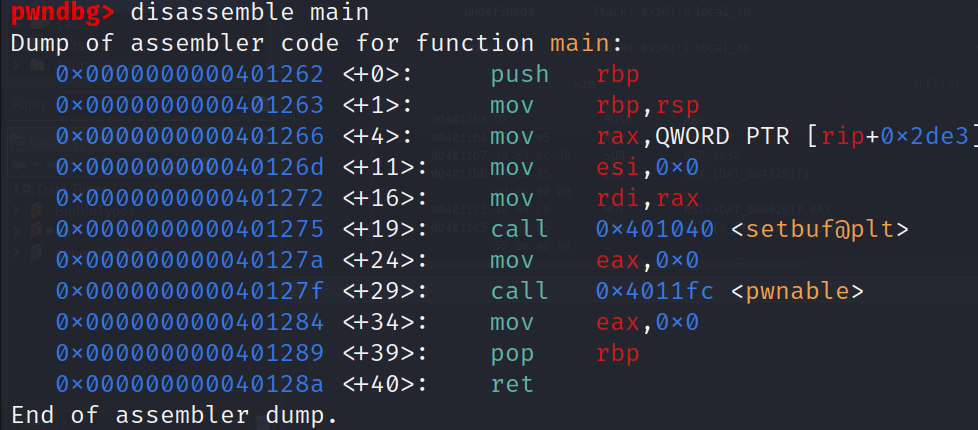 pwndbg> disassemble main
Dump of assembler code for function main:
0x0000000000401262 <+0>: push rbp
0x0000000000401263 <+1>: mov rbp,rsp
0x0000000000401266 <+4>: mov rax,QWORD PTR [rip+0x2de3]
0x000000000040126d <+11>: mov esi,0x0
0x0000000000401272 <+16>: mov rdi,rax
0x0000000000401275 <+19>: call 0x401040 <setbuf@plt>
0x000000000040127a <+24>: mov eax,0x0
0x000000000040127f <+29>: call 0x4011fc <pwnable>
0x0000000000401284 <+34>: mov eax,0x0
0x0000000000401289 <+39>: pop rbp
0x000000000040128a <+40>: ret
End of assembler dump.